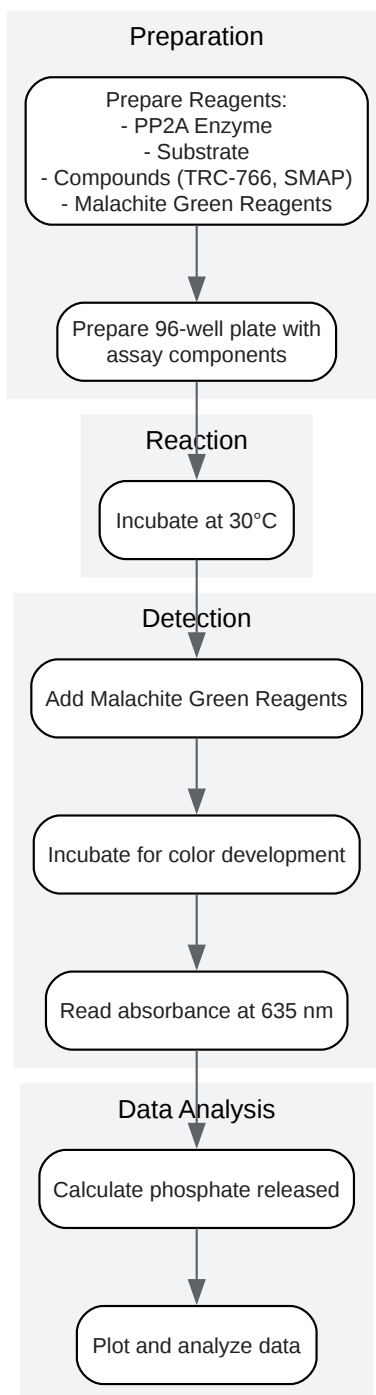 Preparation
Prepare Reagents:
- PP2A Enzyme
- Substrate
- Compounds (TRC-766, SMAP)
- Malachite Green Reagents
Prepare 96-well plate with
assay components
Reaction
Incubate at 30°C
Detection
Add Malachite Green Reagents
Incubate for color development
Read absorbance at 635 nm
Data Analysis
Calculate phosphate released
Plot and analyze data